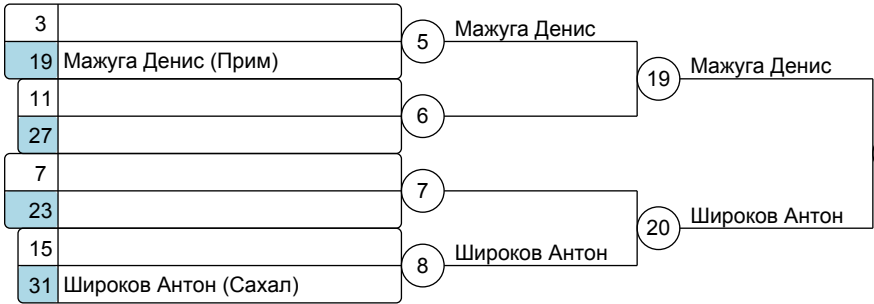 3
19 Мажуга Денис (Прим)
5 Мажуга Денис
11
27
6
19 Мажуга Денис
7
23
7
15
31 Широков Антон (Сахал)
8 Широков Антон
20 Широков Антон